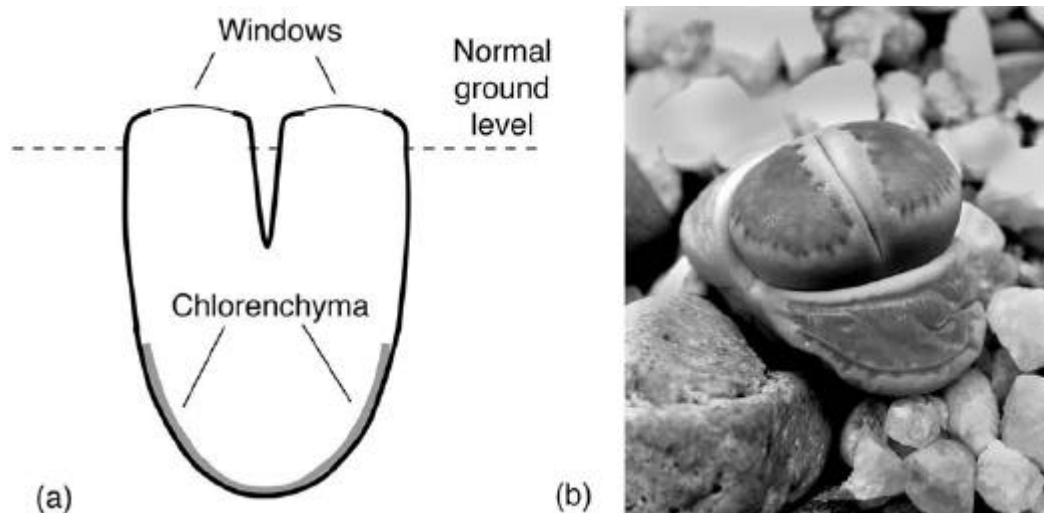 Windows
Normal
ground
level
Chlorenchyma
(a)
(b)